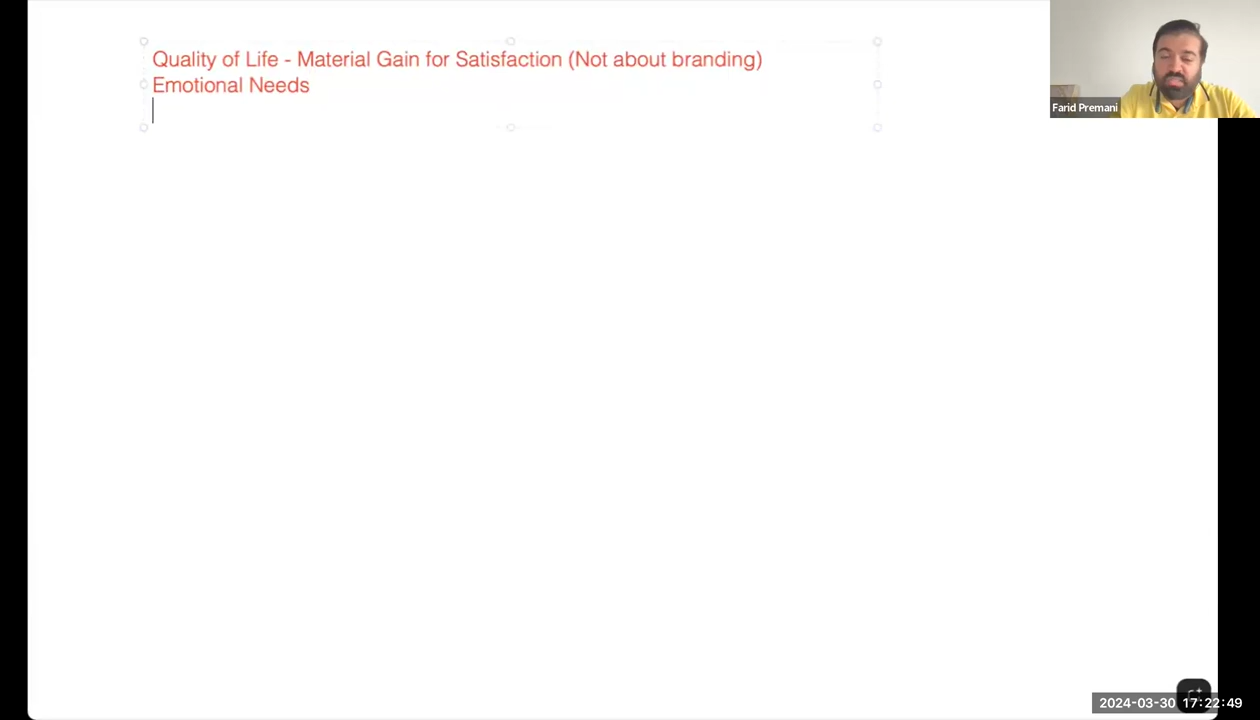 Quality of Life - Material Gain for Satisfaction (Not about branding)
Emotional Needs
Farid Premani
2024-03-30 17:22:49